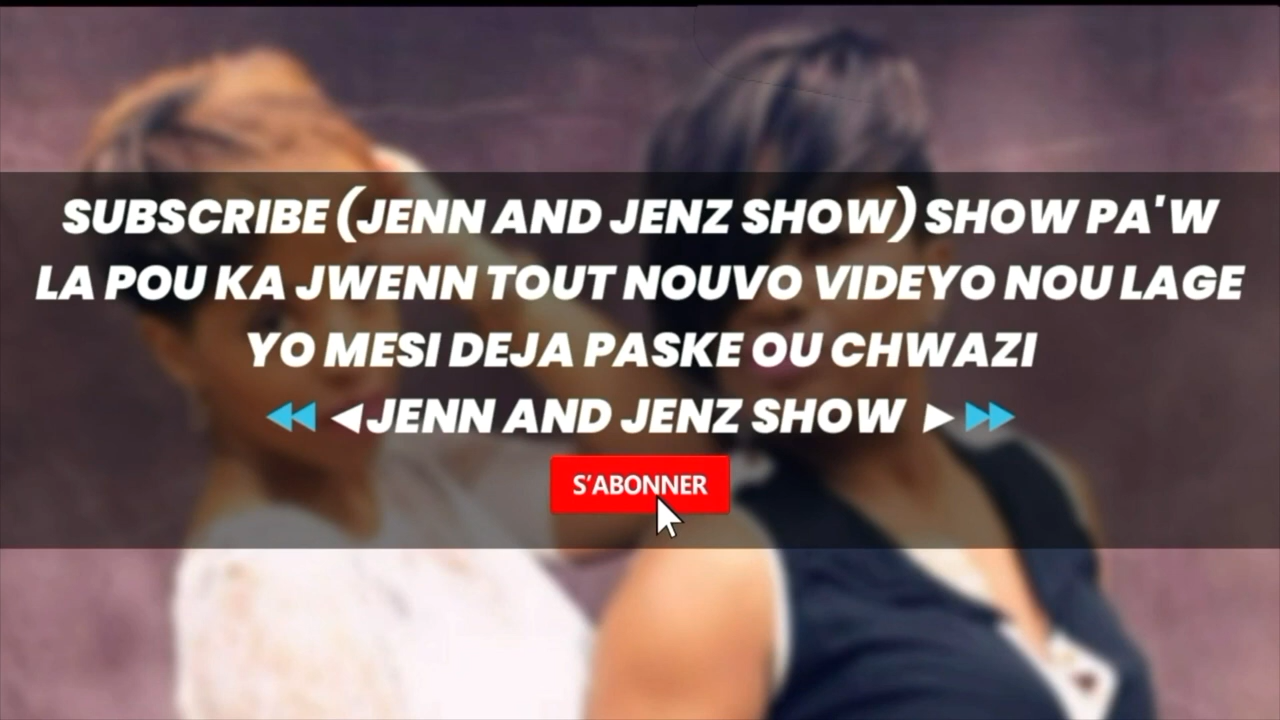 SUBSCRIBE (JENN AND JENZ SHOW) SHOW PA'W
LA POU KA JWENN TOUT NOUVO VIDEYO NOU LAGE
YO MESI DEJA PASKE OU CHWAZI
⏪ ◀JENN AND JENZ SHOW ▶ ⏩
S'ABONNER